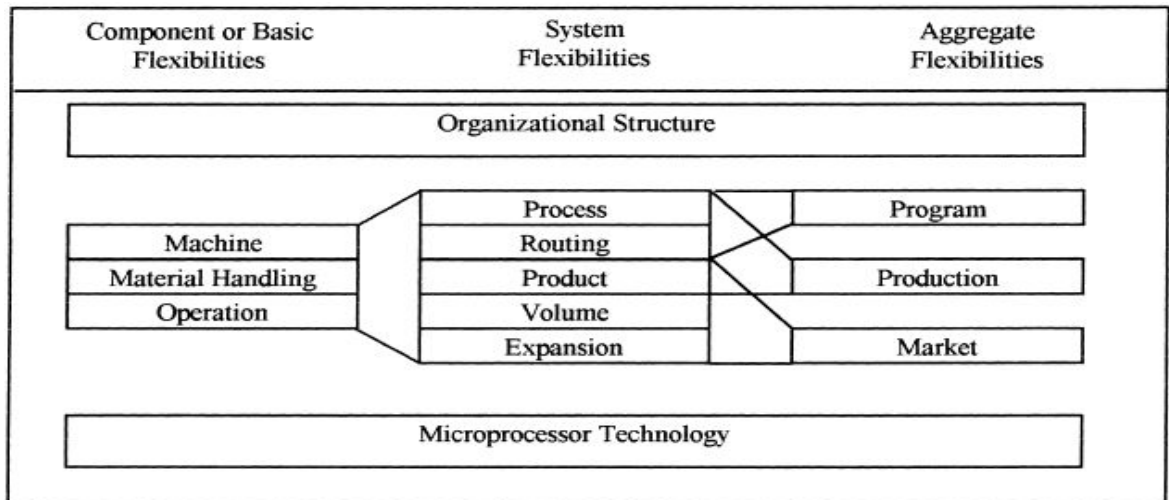 Component or Basic
Flexibilities
System
Flexibilities
Aggregate
Flexibilities
Organizational Structure
Process
Program
Machine
Routing
Material Handling
Product
Production
Operation
Volume
Expansion
Market
Microprocessor Technology